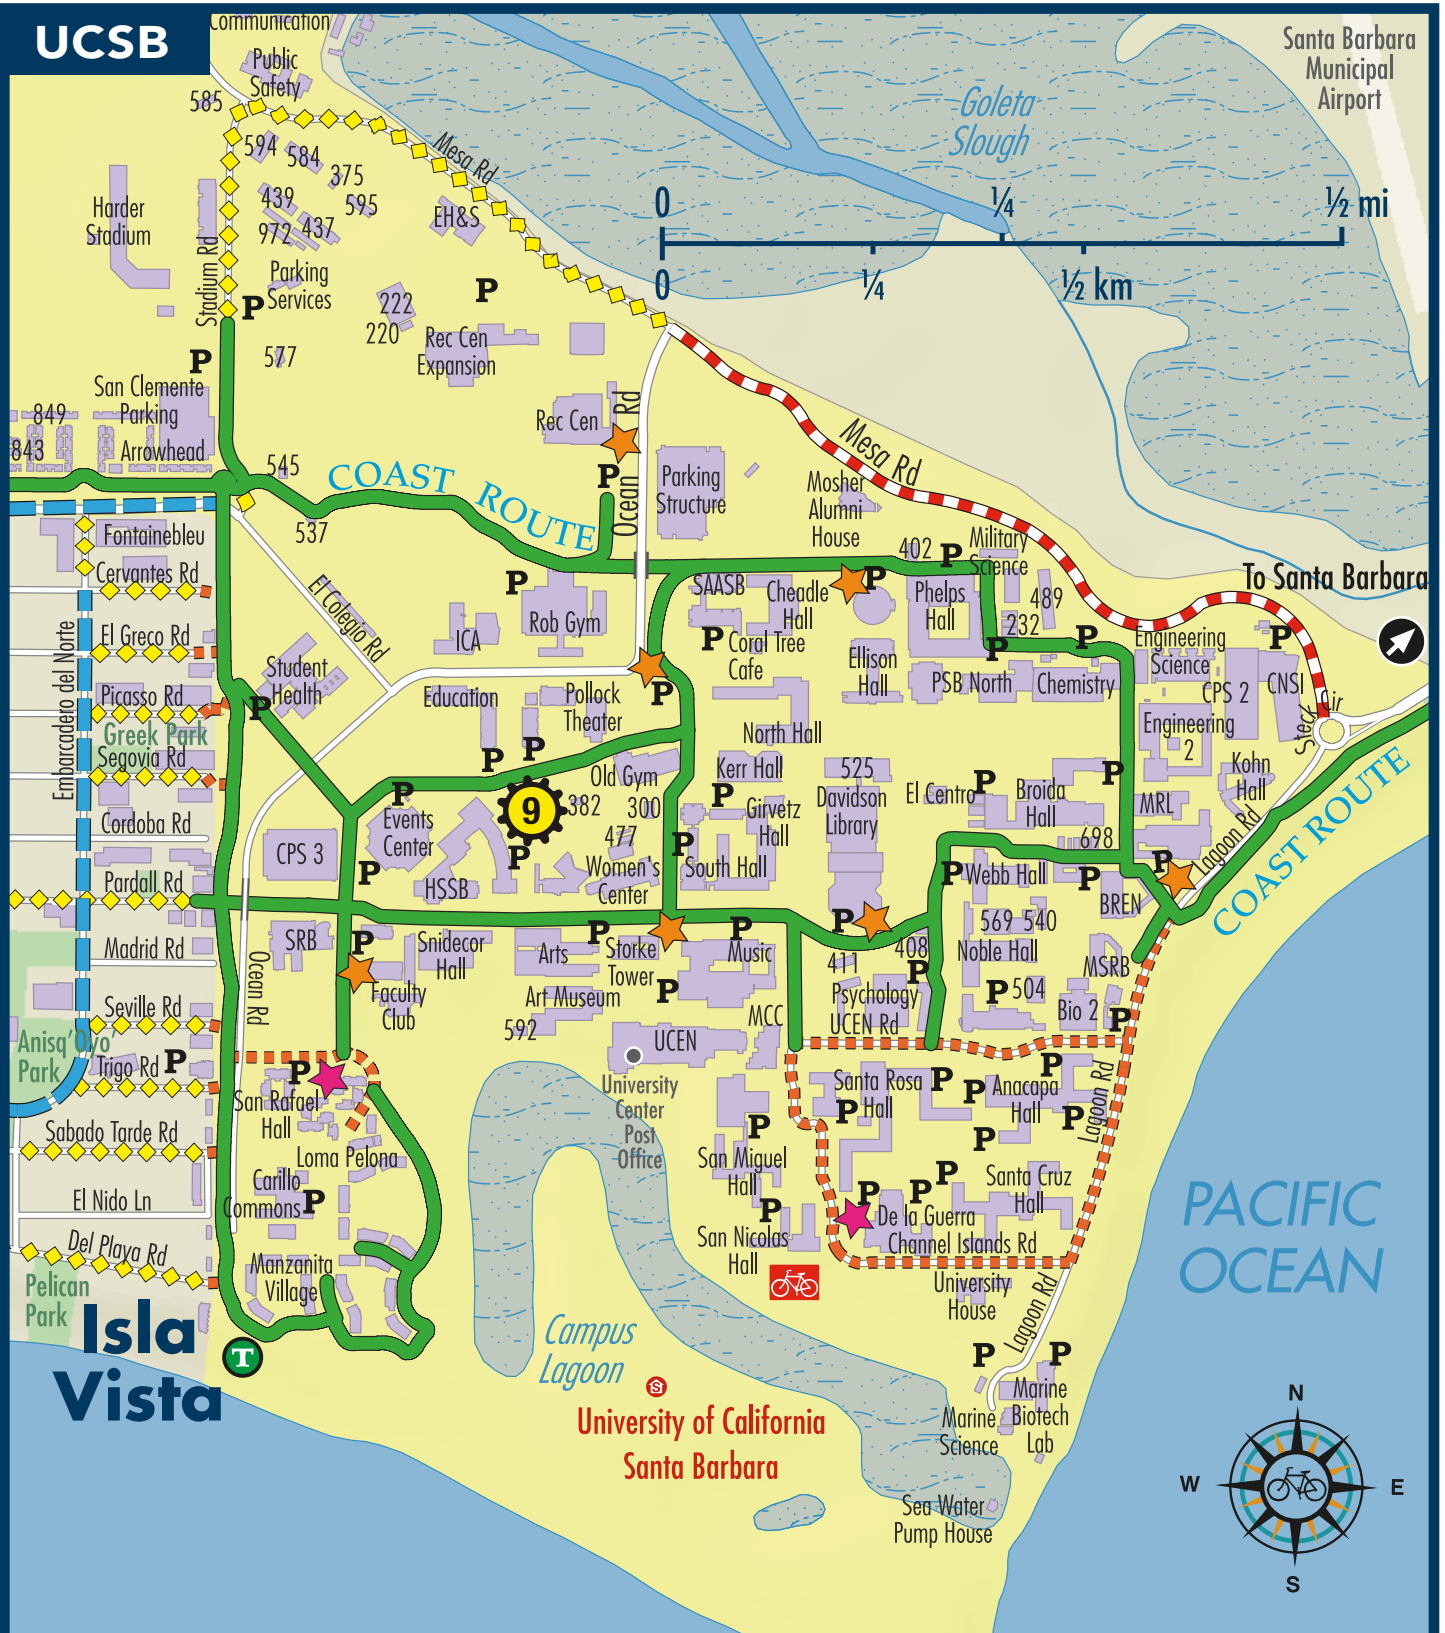 UCSB
Communication
Public
Safety
585
594
584
375
595
439
437
972
Harder
Stadium
Stadium Rd
Parking
Services
EH&S
Mesa Rd
Goleta
Slough
Santa Barbara
Municipal
Airport
0
¼
½ mi
0
¼
½ km
P
P
P
222
220
577
Rec Cen
Expansion
San Clemente
Parking
Arrowhead
849
843
Rec Cen
Ocean Rd
P
545
537
COAST ROUTE
Parking
Structure
Mosher
Alumni
House
Mesa Rd
Military
Science
402
P
489
232
To Santa Barbara
Fontainebleu
Cervantes Rd
El Greco Rd
Picasso Rd
Greek Park
Segovia Rd
Cordoba Rd
Pardall Rd
Madrid Rd
Seville Rd
Anisq'Oyo'
Park
Trigo Rd
P
Sabado Tarde Rd
El Nido Ln
Del Playa Rd
Pelican
Park
Embarcadero del Norte
El Colegio Rd
Student
Health
P
ICA
P
Rob Gym
SAASB
Cheadle
Hall
P
P
Coral Tree
Cafe
Phelps
Hall
Ellison
Hall
PSB North
P
Chemistry
P
Engineering
Science
P
CPS 2
CNSI
Engineering
2
Steck Cir
Kohn
Hall
MRL
Lagoon Rd
COAST ROUTE
Education
Pollock
Theater
P
P
P
North Hall
Old Gym
Kerr Hall
P
Girvetz
Hall
525
Davidson
Library
El Centro
P
Broida
Hall
P
698
9
382
300
477
P
Events
Center
P
CPS 3
P
HSSB
P
Women's
Center
P
South Hall
P
Webb Hall
P
P
BREN
569
540
Noble Hall
SRB
P
Snidecor
Hall
Arts
P
Storke
Tower
P
Music
P
411
408
P
MSRB
Ocean Rd
Faculty
Club
Art Museum
P
592
UCEN
MCC
Psychology
UCEN Rd
P
504
Bio 2
P
University
Center
Post
Office
P
San Rafael
Hall
Loma Pelona
Carillo
Commons
P
Manzanita
Village
Santa Rosa
Hall
P
P
P
Anacapa
Hall
P
P
P
Lagoon Rd
P
San Miguel
Hall
P
San Nicolas
Hall
P
P
P
Santa Cruz
Hall
De la Guerra
Channel Islands Rd
University
House
Lagoon Rd
P
P
Marine
Biotech
Lab
Marine
Science
Sea Water
Pump House
Isla
Vista
T
Campus
Lagoon
S
University of California
Santa Barbara
PACIFIC
OCEAN
N
W
E
S